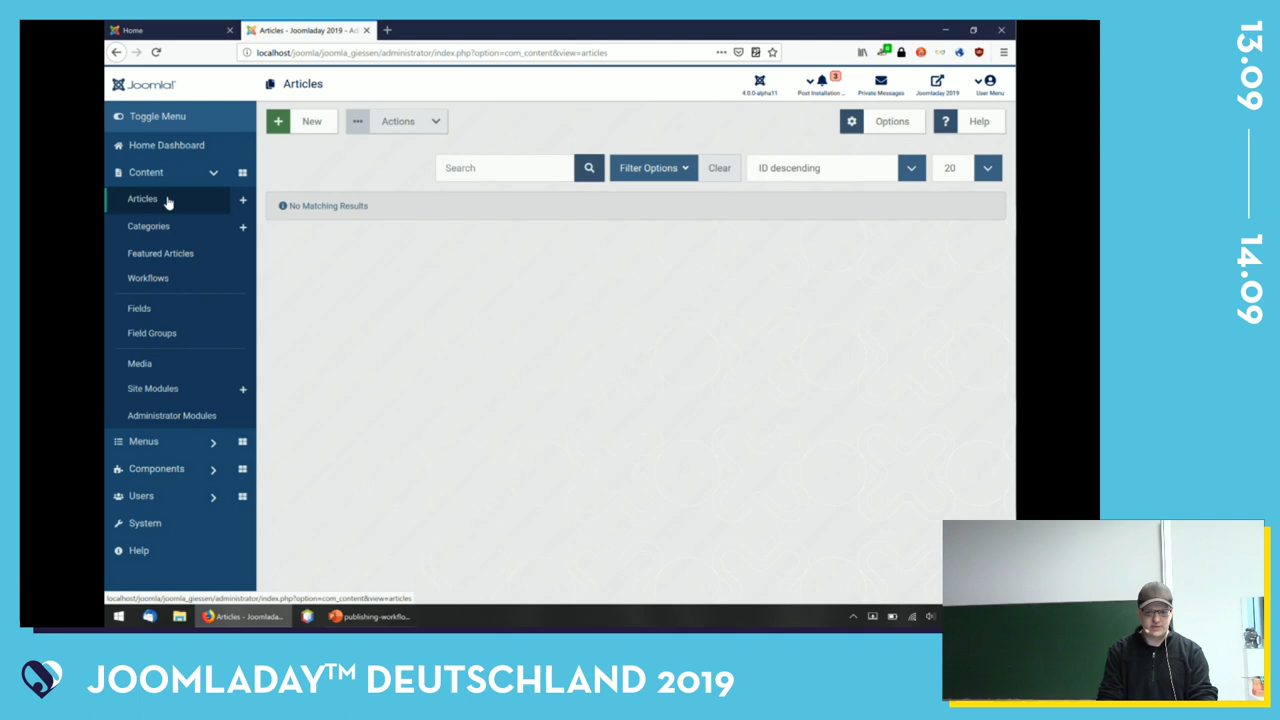 Home
Articles - Joomladay 2019 - Ad
localhost/joomla/joomla_giessen/administrator/index.php?option=com_content&view=articles
Joomla!
Articles
4.0.0-alpha11
3
Post Installation ...
Private Messages
Joomladay 2019
User Menu
Toggle Menu
Home Dashboard
Content
Articles
Categories
Featured Articles
Workflows
Fields
Field Groups
Media
Site Modules
Administrator Modules
Menus
Components
Users
System
Help
New
Actions
Options
Help
Search
Filter Options
Clear
ID descending
20
No Matching Results
localhost/joomla/joomla_giessen/administrator/index.php?option=com_content&view=articles
Articles - Joomlada...
publishing-workflo...
13.09
14.09
JOOMLADAY™ DEUTSCHLAND 2019